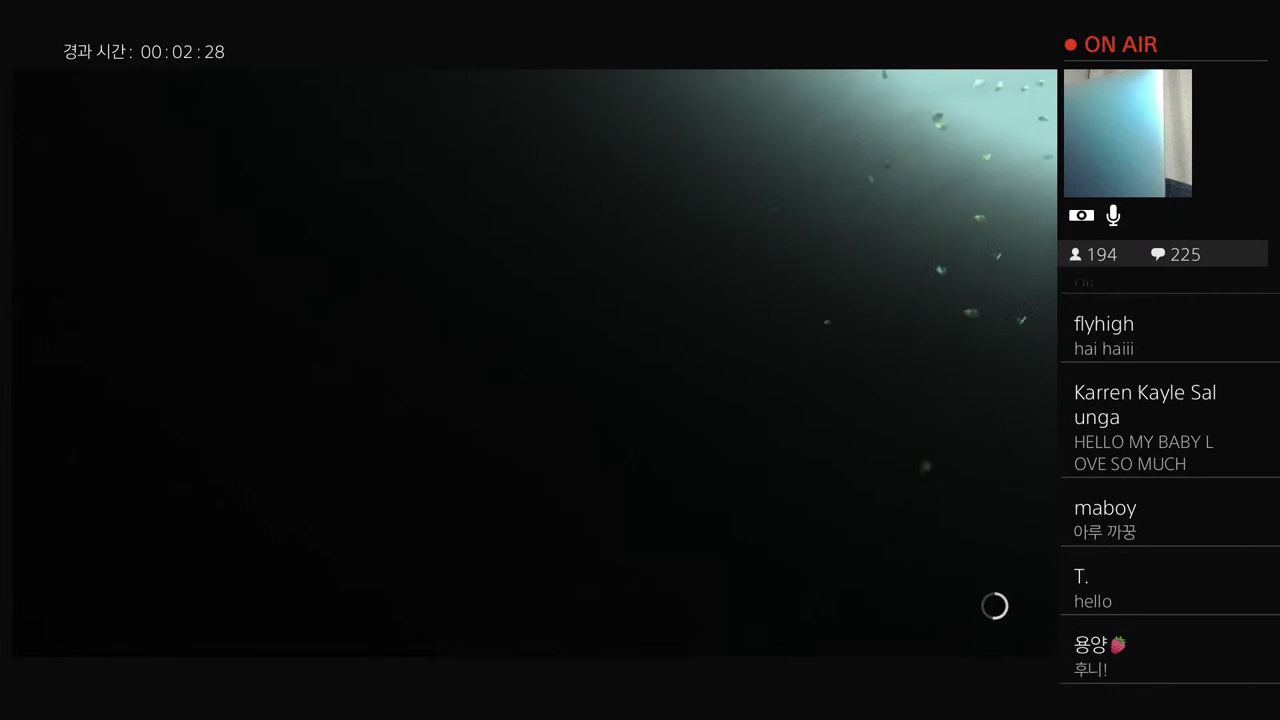 경과 시간: 00:02:28
ON AIR
194 225
flyhigh
hai haiii
Karren Kayle Sal
unga
HELLO MY BABY L
OVE SO MUCH
maboy
아루 까꿍
T.
hello
용양🍓
후니!